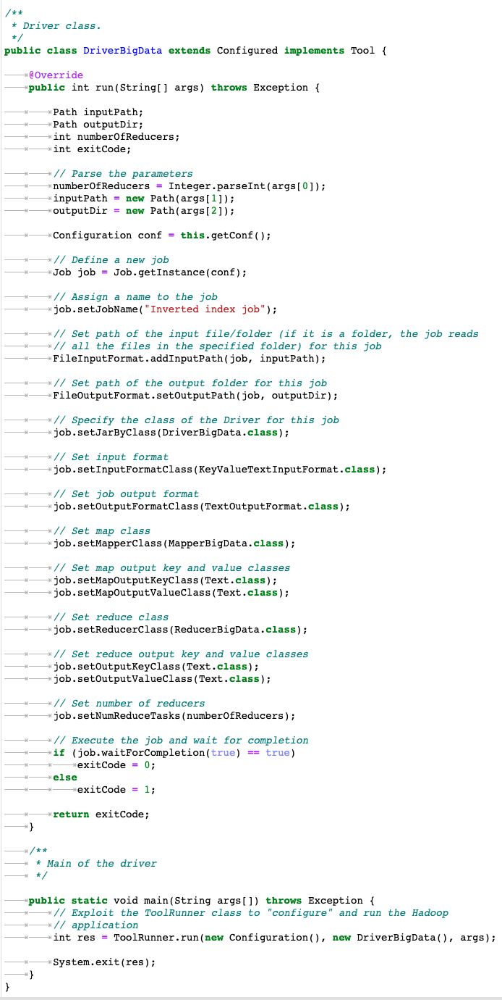 /**
 * Driver class.
 */
public class DriverBigData extends Configured implements Tool {

    @Override
    public int run(String[] args) throws Exception {

        Path inputPath;
        Path outputDir;
        int numberOfReducers;
        int exitCode;

        // Parse the parameters
        numberOfReducers = Integer.parseInt(args[0]);
        inputPath = new Path(args[1]);
        outputDir = new Path(args[2]);

        Configuration conf = this.getConf();

        // Define a new job
        Job job = Job.getInstance(conf);

        // Assign a name to the job
        job.setJobName("Inverted index job");

        // Set path of the input file/folder (if it is a folder, the job reads
        // all the files in the specified folder) for this job
        FileInputFormat.addInputPath(job, inputPath);

        // Set path of the output folder for this job
        FileOutputFormat.setOutputPath(job, outputDir);

        // Specify the class of the Driver for this job
        job.setJarByClass(DriverBigData.class);

        // Set input format
        job.setInputFormatClass(KeyValueTextInputFormat.class);

        // Set job output format
        job.setOutputFormatClass(TextOutputFormat.class);

        // Set map class
        job.setMapperClass(MapperBigData.class);

        // Set map output key and value classes
        job.setMapOutputKeyClass(Text.class);
        job.setMapOutputValueClass(Text.class);

        // Set reduce class
        job.setReducerClass(ReducerBigData.class);

        // Set reduce output key and value classes
        job.setOutputKeyClass(Text.class);
        job.setOutputValueClass(Text.class);

        // Set number of reducers
        job.setNumReduceTasks(numberOfReducers);

        // Execute the job and wait for completion
        if (job.waitForCompletion(true) == true)
            exitCode = 0;
        else
            exitCode = 1;

        return exitCode;
    }

    /**
     * Main of the driver
     */

    public static void main(String args[]) throws Exception {
        // Exploit the ToolRunner class to "configure" and run the Hadoop
        // application
        int res = ToolRunner.run(new Configuration(), new DriverBigData(), args);

        System.exit(res);
    }
}